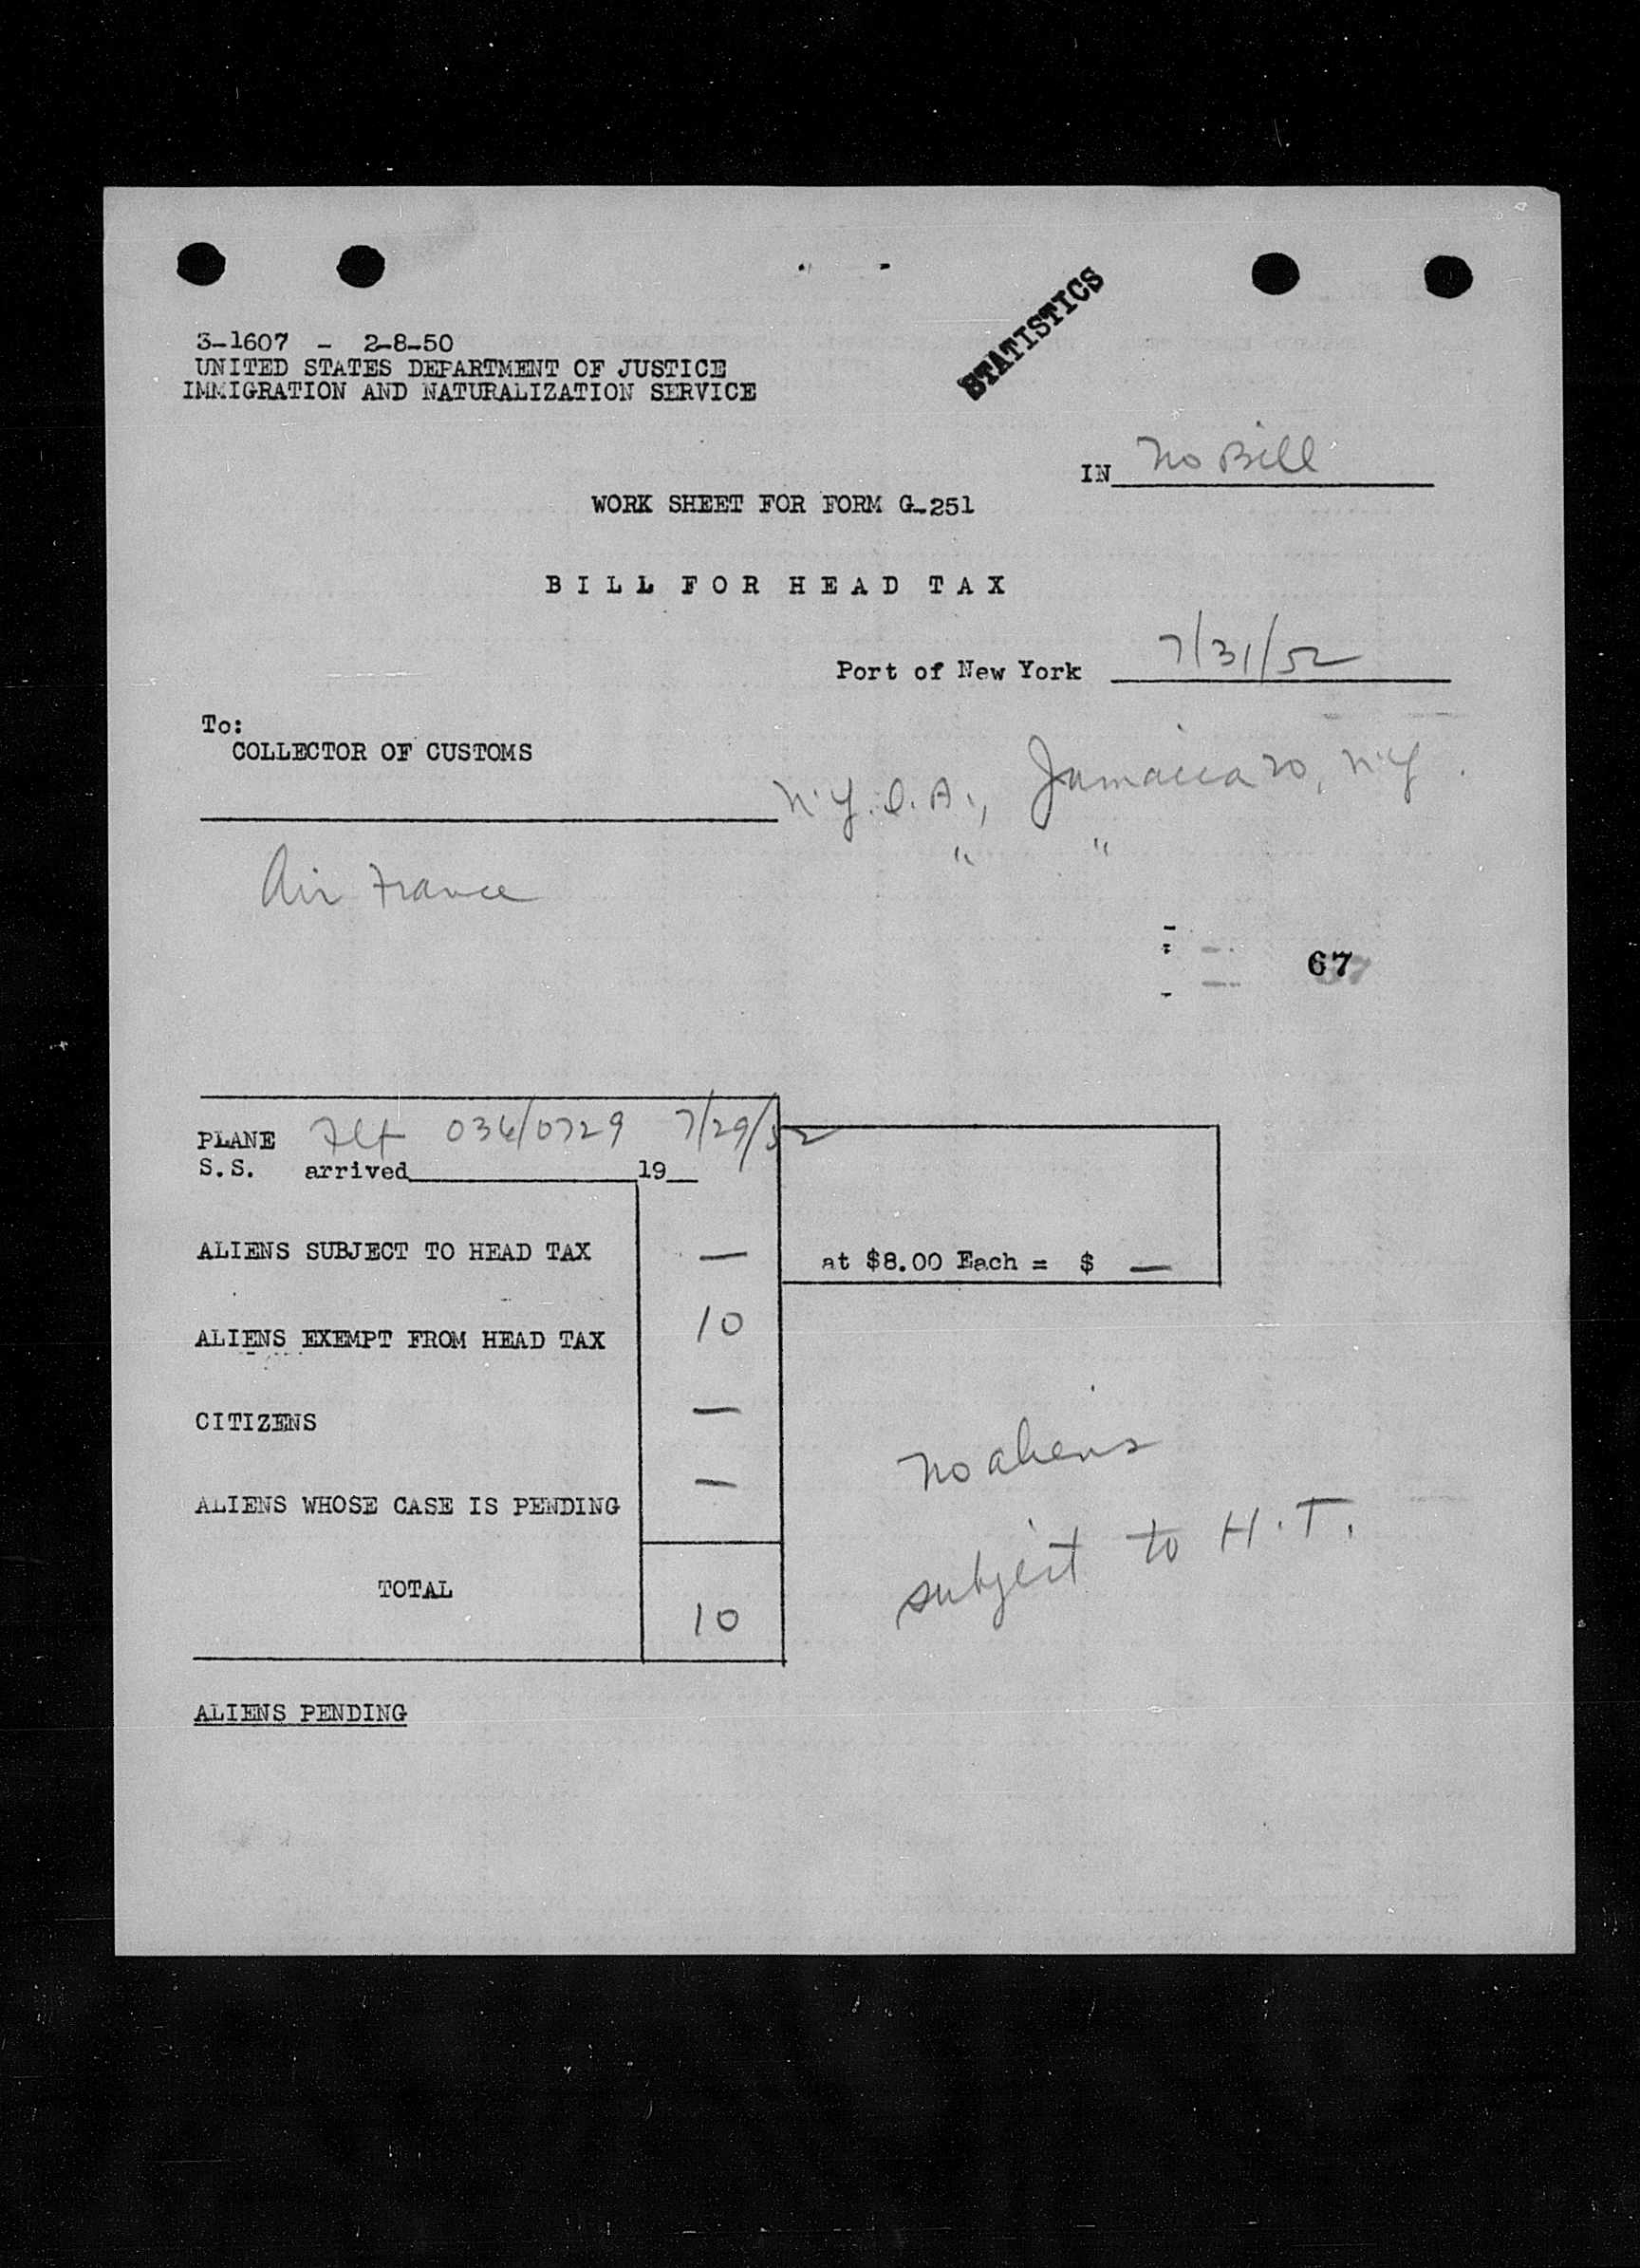 STATISTICS
3-1607 - 2-8-50
UNITED STATES DEPARTMENT OF JUSTICE
IMMIGRATION AND NATURALIZATION SERVICE
IN No Bill
WORK SHEET FOR FORM G-251
BILL FOR HEAD TAX
Port of New York 7/31/52
To:
COLLECTOR OF CUSTOMS
N.Y.I.A., Jamaica 20, N.Y.
" "
Air France
67
PLANE Flt 036/0729 7/29/52
S.S. arrived 19
ALIENS SUBJECT TO HEAD TAX — at $8.00 Each = $ —
ALIENS EXEMPT FROM HEAD TAX 10
CITIZENS —
ALIENS WHOSE CASE IS PENDING —
No aliens
subject to H.T.
TOTAL 10
ALIENS PENDING